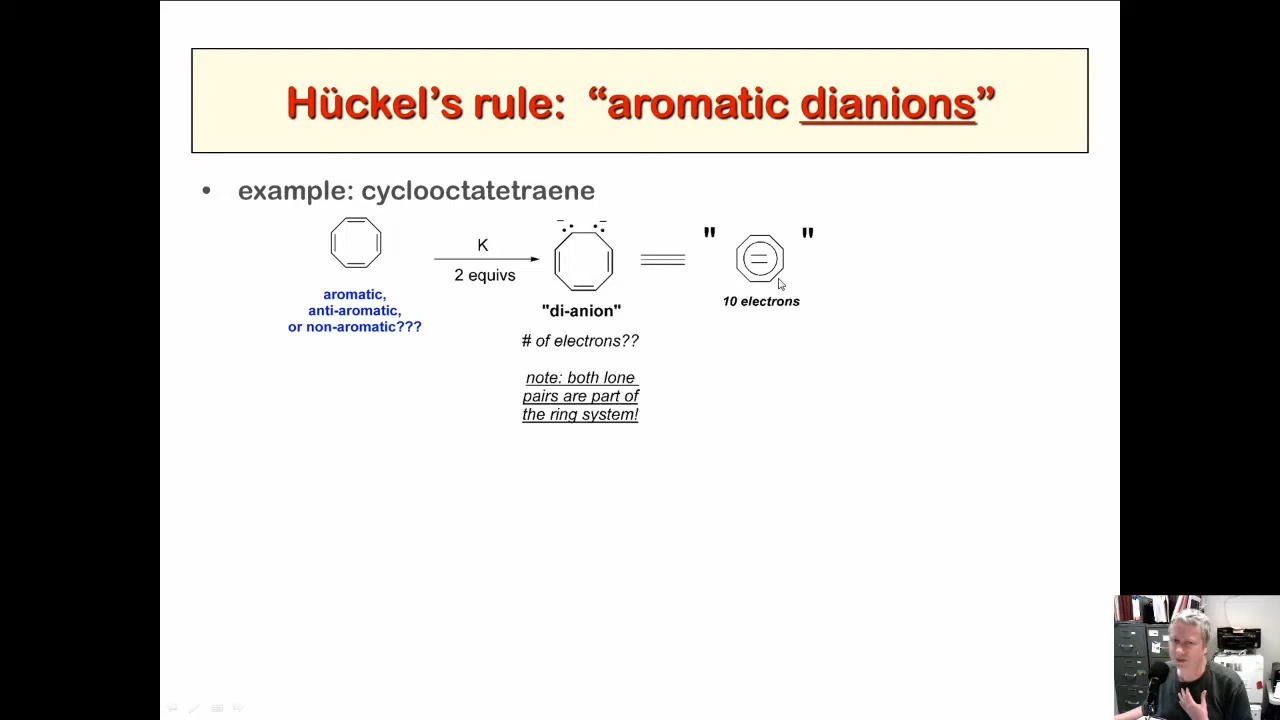 Hückel’s rule: “aromatic dianions”
• example: cyclooctatetraene
K
2 equivs
" "
aromatic,
anti-aromatic,
or non-aromatic???
"di-anion"
10 electrons
# of electrons??
note: both lone
pairs are part of
the ring system!